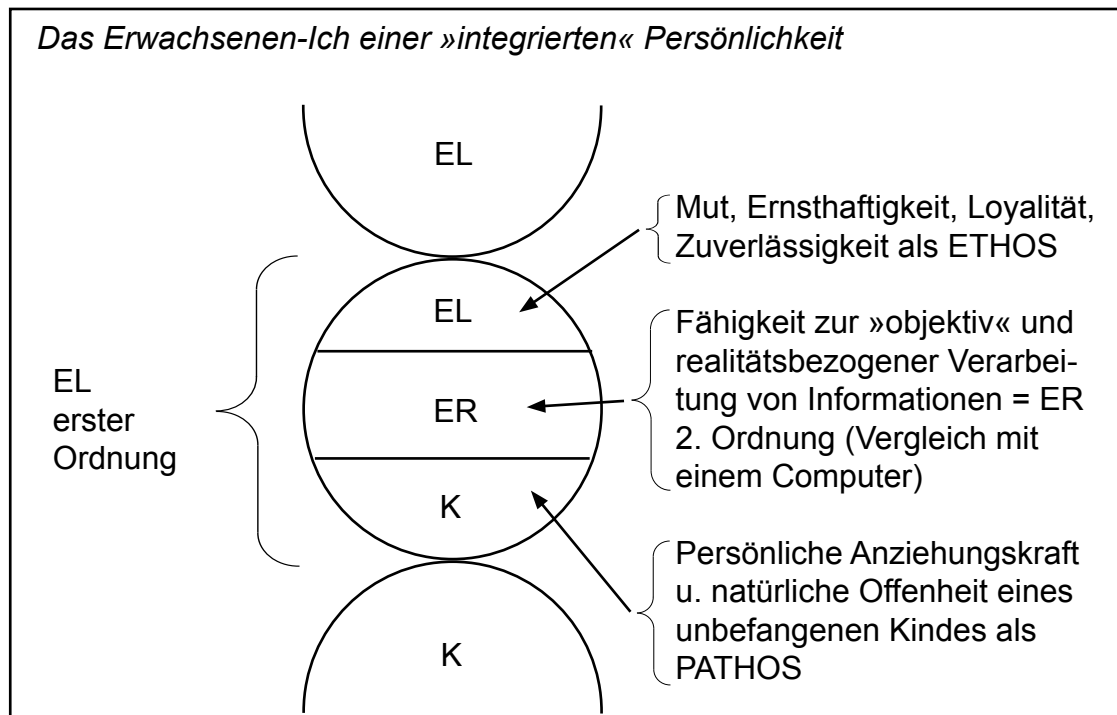 Das Erwachsenen-Ich einer »integrierten« Persönlichkeit
EL
EL
ER
K
K
EL
erster
Ordnung
Mut, Ernsthaftigkeit, Loyalität,
Zuverlässigkeit als ETHOS
Fähigkeit zur »objektiv« und
realitätsbezogener Verarbei-
tung von Informationen = ER
2. Ordnung (Vergleich mit
einem Computer)
Persönliche Anziehungskraft
u. natürliche Offenheit eines
unbefangenen Kindes als
PATHOS